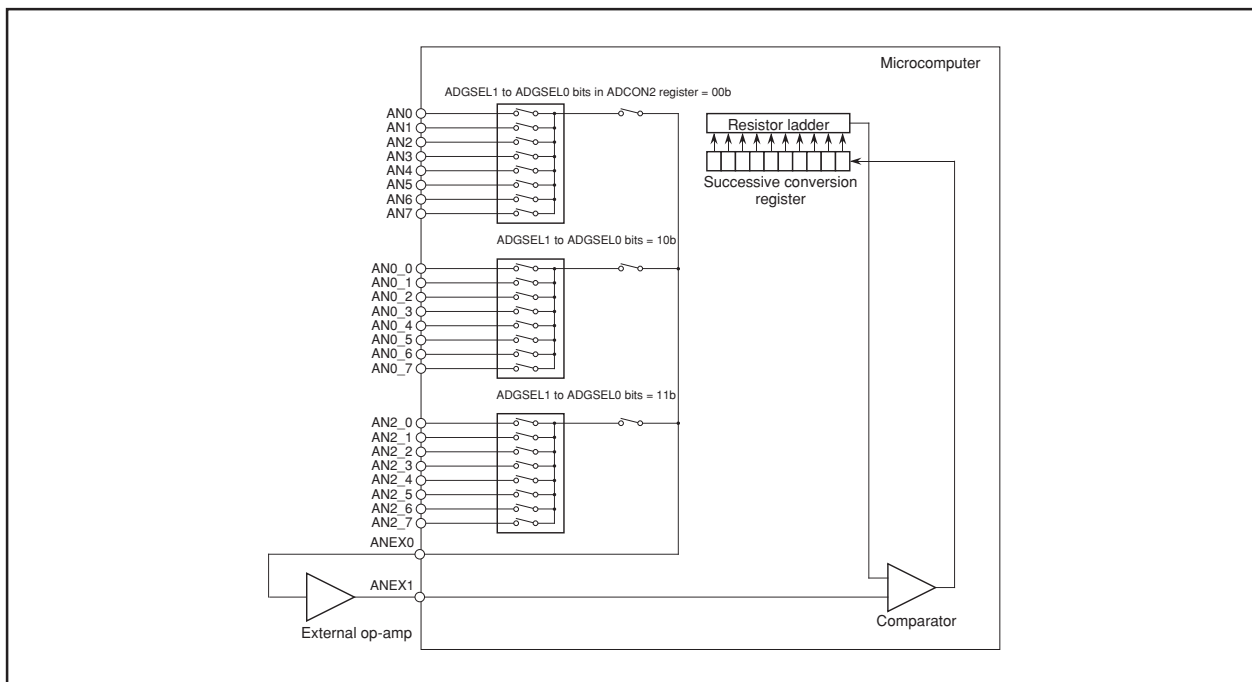 Microcomputer
ADGSEL1 to ADGSEL0 bits in ADCON2 register = 00b
AN0
AN1
AN2
AN3
AN4
AN5
AN6
AN7
Resistor ladder
Successive conversion
register
ADGSEL1 to ADGSEL0 bits = 10b
AN0_0
AN0_1
AN0_2
AN0_3
AN0_4
AN0_5
AN0_6
AN0_7
ADGSEL1 to ADGSEL0 bits = 11b
AN2_0
AN2_1
AN2_2
AN2_3
AN2_4
AN2_5
AN2_6
AN2_7
ANEX0
ANEX1
External op-amp
Comparator